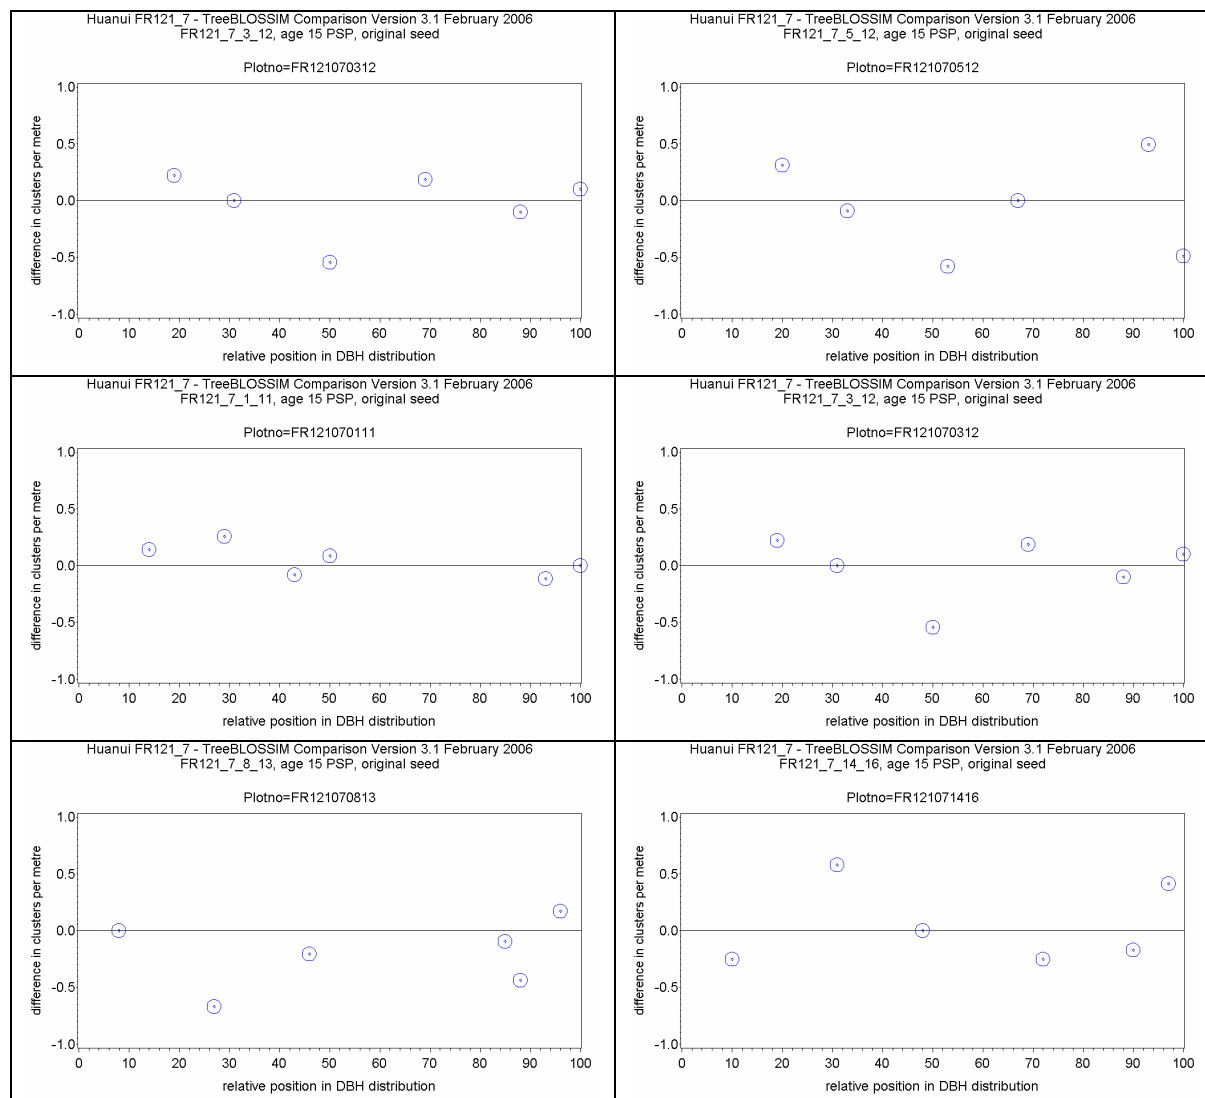 Huanui FR121_7 - TreeBLOSSIM Comparison Version 3.1 February 2006
FR121_7_3_12, age 15 PSP, original seed
Plotno=FR121070312
difference in clusters per metre
1.0
0.5
0.0
-0.5
-1.0
0 10 20 30 40 50 60 70 80 90 100
relative position in DBH distribution
Huanui FR121_7 - TreeBLOSSIM Comparison Version 3.1 February 2006
FR121_7_5_12, age 15 PSP, original seed
Plotno=FR121070512
difference in clusters per metre
1.0
0.5
0.0
-0.5
-1.0
0 10 20 30 40 50 60 70 80 90 100
relative position in DBH distribution
Huanui FR121_7 - TreeBLOSSIM Comparison Version 3.1 February 2006
FR121_7_1_11, age 15 PSP, original seed
Plotno=FR121070111
difference in clusters per metre
1.0
0.5
0.0
-0.5
-1.0
0 10 20 30 40 50 60 70 80 90 100
relative position in DBH distribution
Huanui FR121_7 - TreeBLOSSIM Comparison Version 3.1 February 2006
FR121_7_3_12, age 15 PSP, original seed
Plotno=FR121070312
difference in clusters per metre
1.0
0.5
0.0
-0.5
-1.0
0 10 20 30 40 50 60 70 80 90 100
relative position in DBH distribution
Huanui FR121_7 - TreeBLOSSIM Comparison Version 3.1 February 2006
FR121_7_8_13, age 15 PSP, original seed
Plotno=FR121070813
difference in clusters per metre
1.0
0.5
0.0
-0.5
-1.0
0 10 20 30 40 50 60 70 80 90 100
relative position in DBH distribution
Huanui FR121_7 - TreeBLOSSIM Comparison Version 3.1 February 2006
FR121_7_14_16, age 15 PSP, original seed
Plotno=FR121071416
difference in clusters per metre
1.0
0.5
0.0
-0.5
-1.0
0 10 20 30 40 50 60 70 80 90 100
relative position in DBH distribution